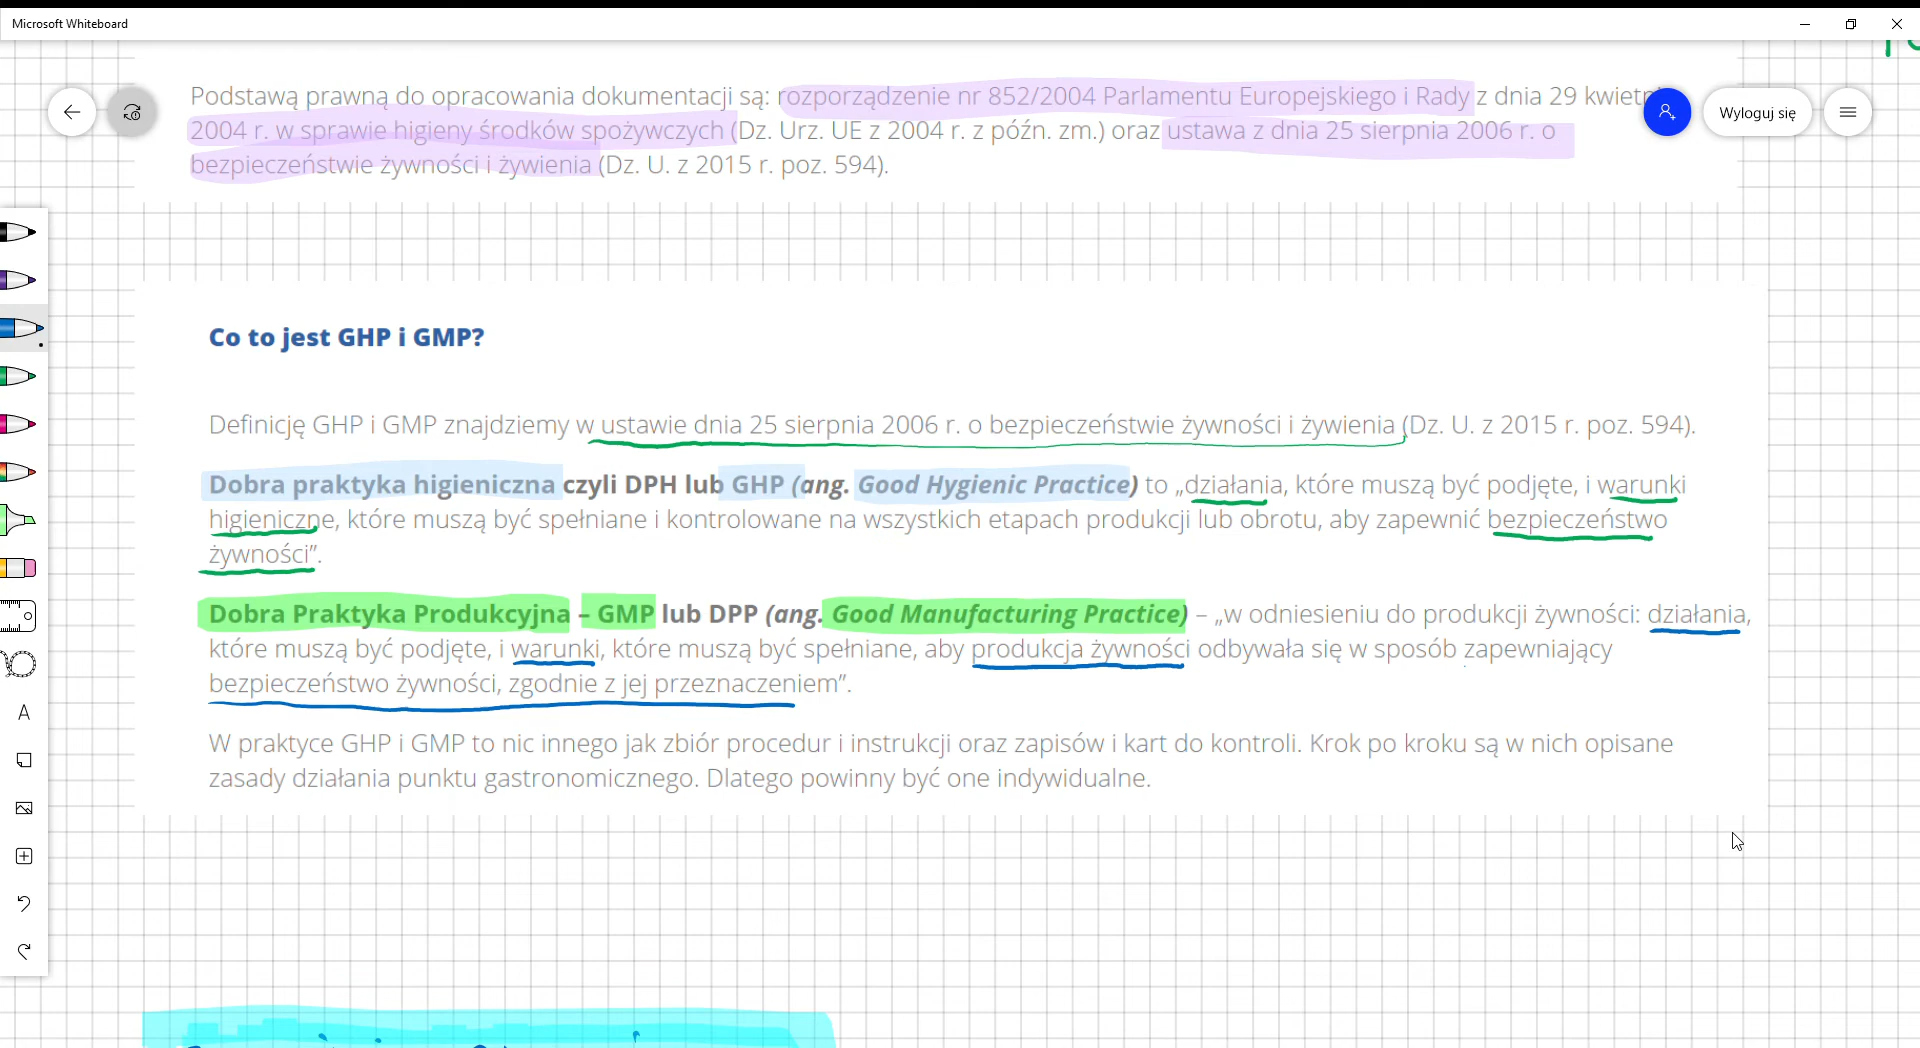 Microsoft Whiteboard
Podstawą prawną do opracowania dokumentacji są: rozporządzenie nr 852/2004 Parlamentu Europejskiego i Rady z dnia 29
Wyloguj się
2004 r. w sprawie higieny środków spożywczych (Dz. Urz. UE z 2004 r. z późn. zm.) oraz ustawa z dnia 25 sierpnia 2006 r. o
bezpieczeństwie żywności i żywienia (Dz. U. z 2015 r. poz. 594).
Co to jest GHP i GMP?
Definicję GHP i GMP znajdziemy w ustawie dnia 25 sierpnia 2006 r. o bezpieczeństwie żywności i żywienia (Dz. U. z 2015 r. poz. 594).
Dobra praktyka higieniczna czyli DPH lub GHP (ang. Good Hygienic Practice) to „działania, które muszą być podjęte, i warunki
higieniczne, które muszą być spełniane i kontrolowane na wszystkich etapach produkcji lub obrotu, aby zapewnić bezpieczeństwo
żywności”.
Dobra Praktyka Produkcyjna – GMP lub DPP (ang. Good Manufacturing Practice) – „w odniesieniu do produkcji żywności: działania,
które muszą być podjęte, i warunki, które muszą być spełniane, aby produkcja żywności odbywała się w sposób zapewniający
bezpieczeństwo żywności, zgodnie z jej przeznaczeniem”.
W praktyce GHP i GMP to nic innego jak zbiór procedur i instrukcji oraz zapisów i kart do kontroli. Krok po kroku są w nich opisane
zasady działania punktu gastronomicznego. Dlatego powinny być one indywidualne.